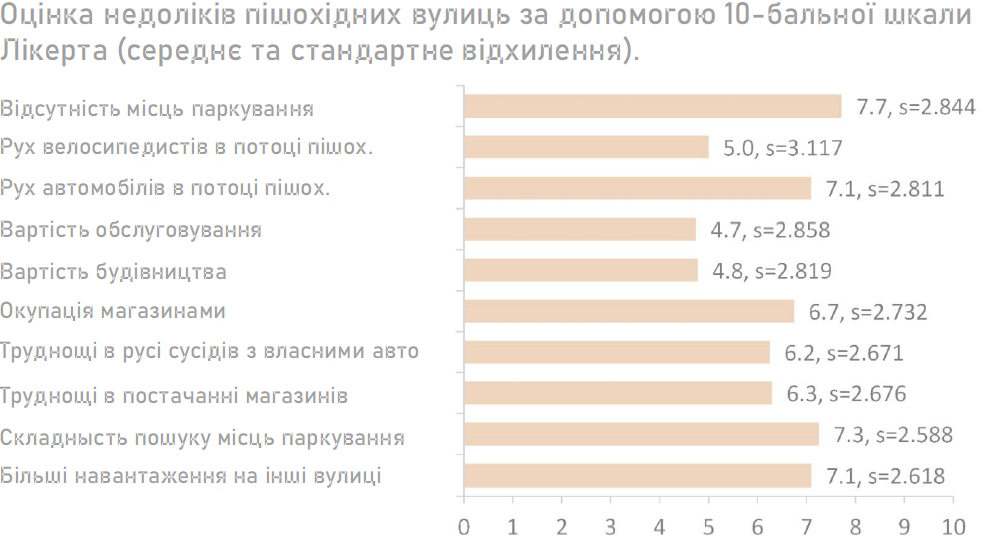 Оцінка недоліків пішохідних вулиць за допомогою 10-бальної шкали
Лікерта (середнє та стандартне відхилення).
Відсутність місць паркування 7.7, s=2.844
Рух велосипедистів в потоці пішох. 5.0, s=3.117
Рух автомобілів в потоці пішох. 7.1, s=2.811
Вартість обслуговування 4.7, s=2.858
Вартість будівництва 4.8, s=2.819
Окупація магазинами 6.7, s=2.732
Труднощі в русі сусідів з власними авто 6.2, s=2.671
Труднощі в постачанні магазинів 6.3, s=2.676
Складнысть пошуку місць паркування 7.3, s=2.588
Більші навантаження на інші вулиці 7.1, s=2.618
0 1 2 3 4 5 6 7 8 9 10